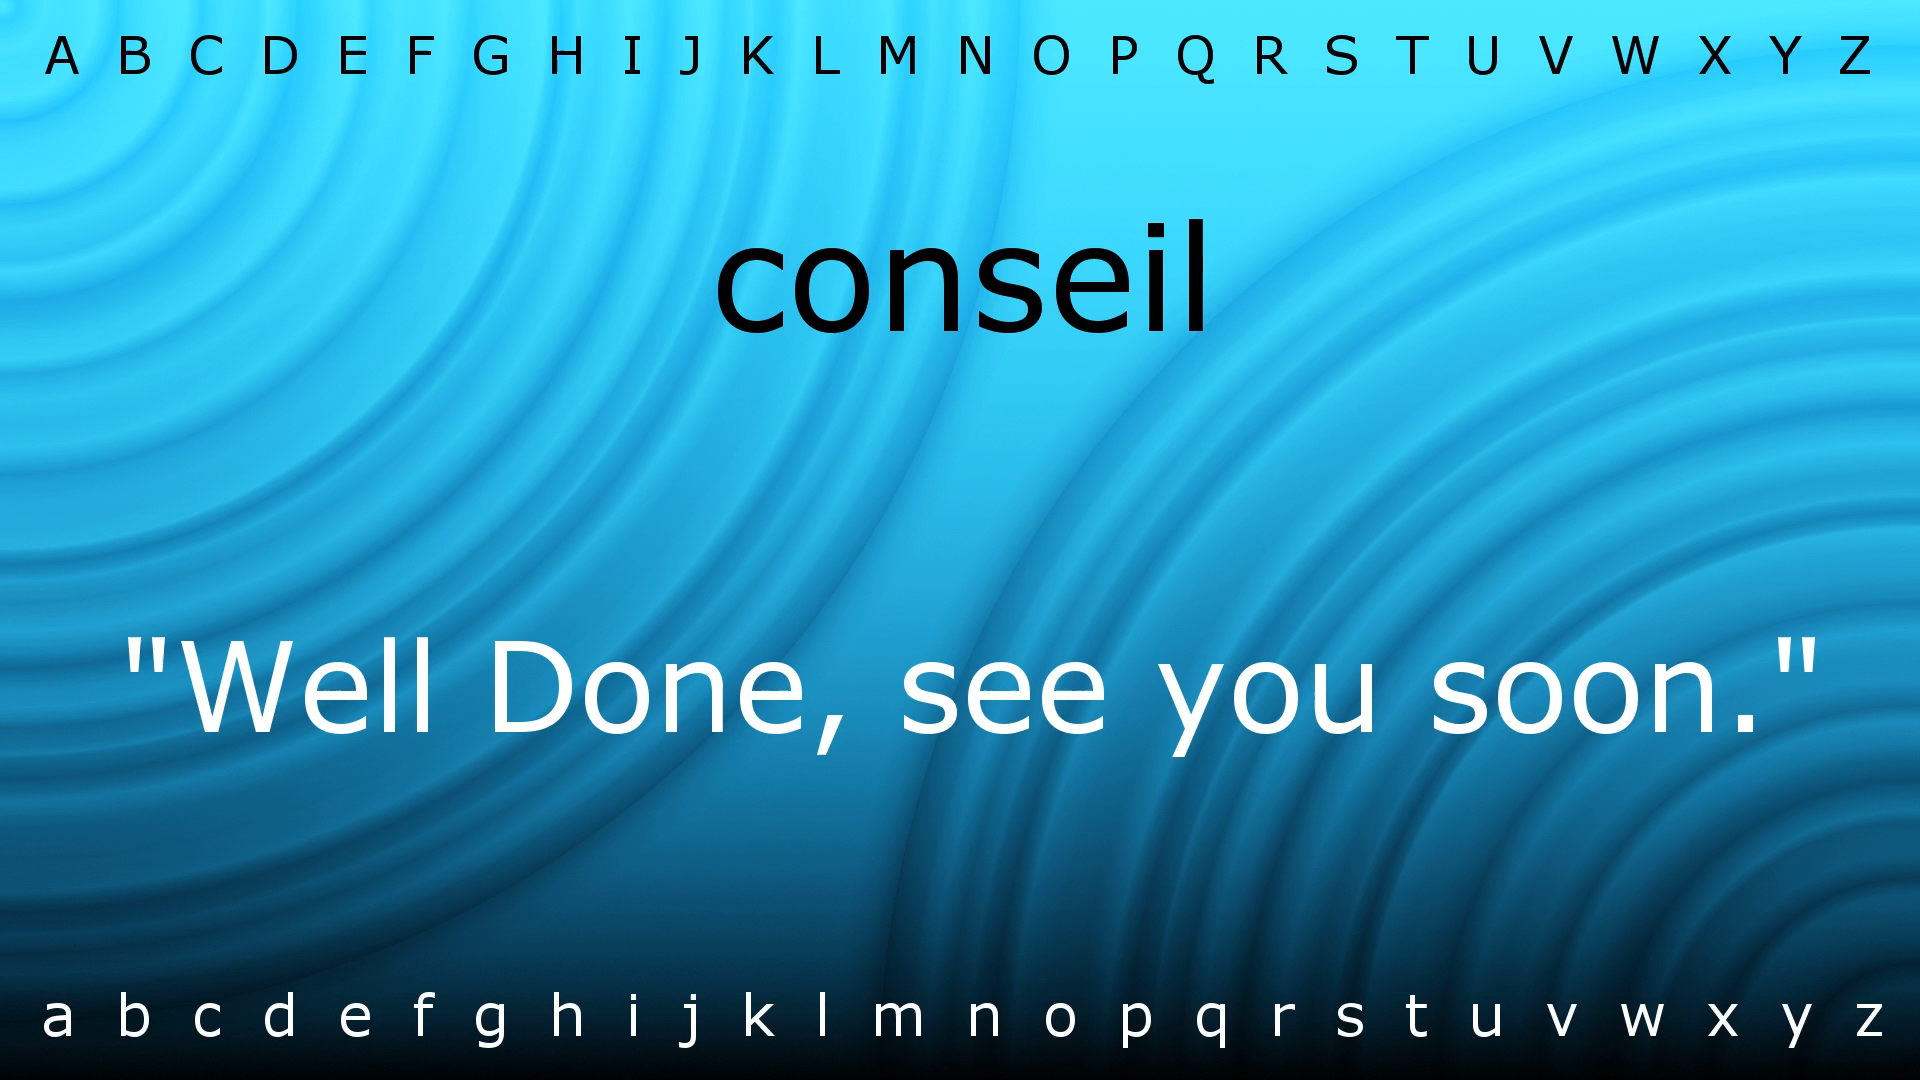 A B C D E F G H I J K L M N O P Q R S T U V W X Y Z
conseil
"Well Done, see you soon."
a b c d e f g h i j k l m n o p q r s t u v w x y z